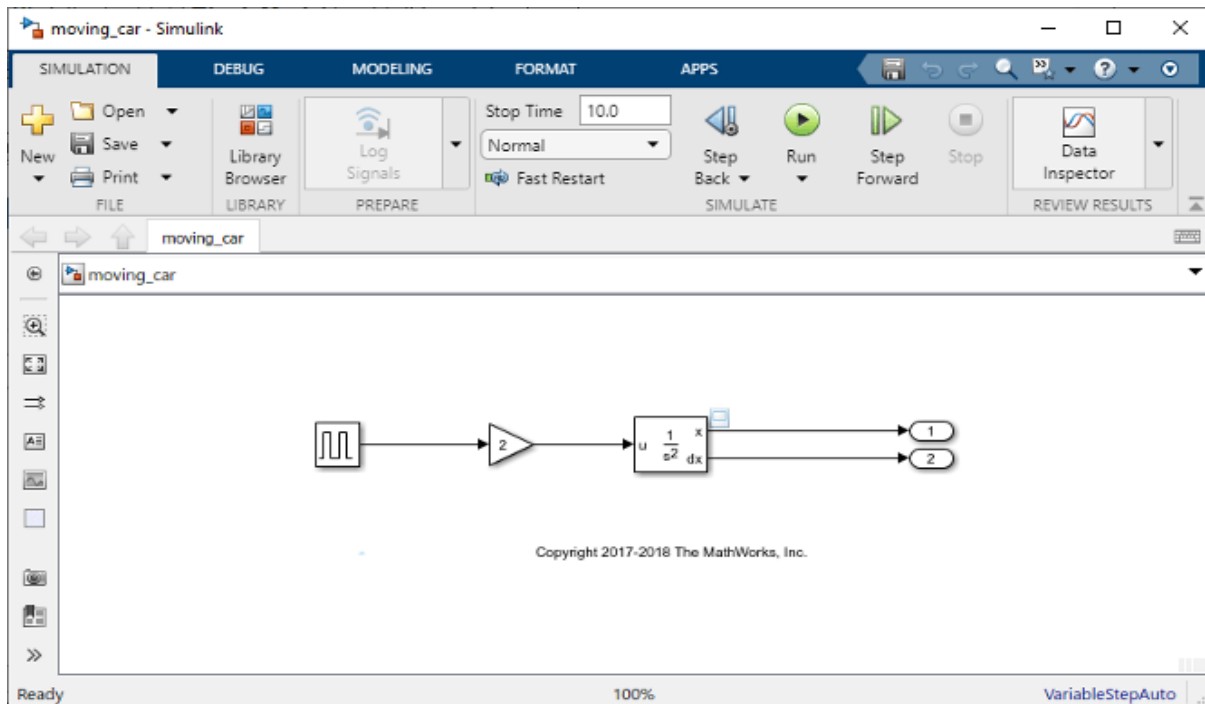 moving_car - Simulink
SIMULATION DEBUG MODELING FORMAT APPS
New
Open
Save
Print
FILE
Library
Browser
LIBRARY
Log
Signals
PREPARE
Stop Time 10.0
Normal
Fast Restart
Step
Back
Run
Step
Forward
Stop
SIMULATE
Data
Inspector
REVIEW RESULTS
moving_car
moving_car
2
u 1 x
s2 dx
1
2
Copyright 2017-2018 The MathWorks, Inc.
Ready 100% VariableStepAuto